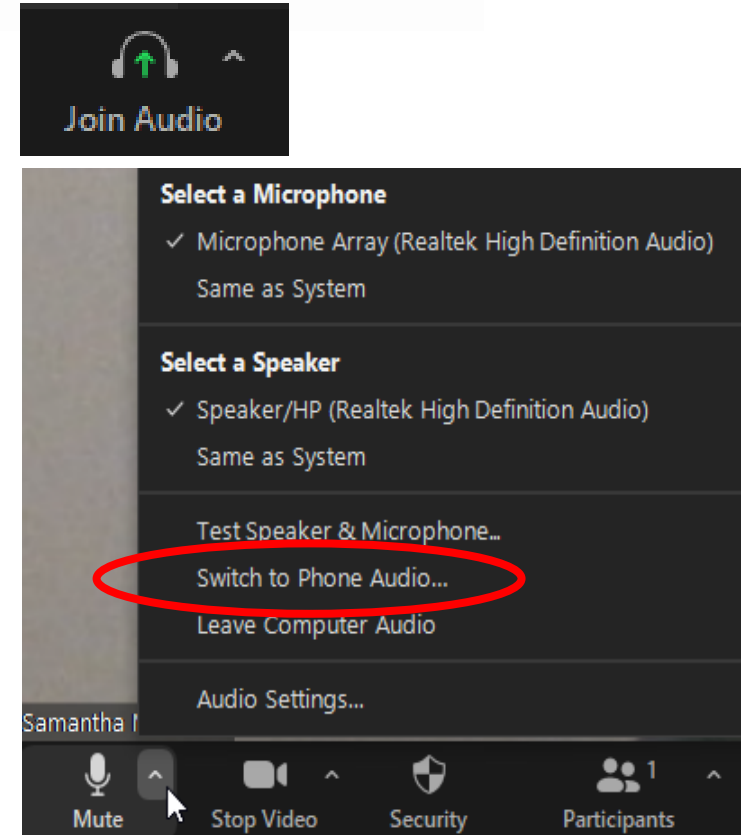 Join Audio
Select a Microphone
Microphone Array (Realtek High Definition Audio)
Same as System
Select a Speaker
Speaker/HP (Realtek High Definition Audio)
Same as System
Test Speaker & Microphone...
Switch to Phone Audio...
Leave Computer Audio
Audio Settings...
Samantha
1
Mute Stop Video Security Participants